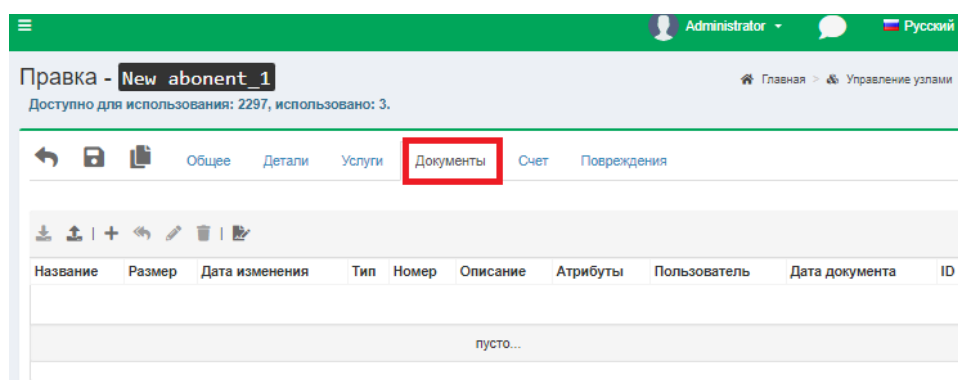 Administrator
Русский
Правка - New abonent_1
Главная > Управление узлами
Доступно для использования: 2297, использовано: 3.
Общее Детали Услуги Документы Счет Повреждения
Название Размер Дата изменения Тип Номер Описание Атрибуты Пользователь Дата документа ID
пусто...